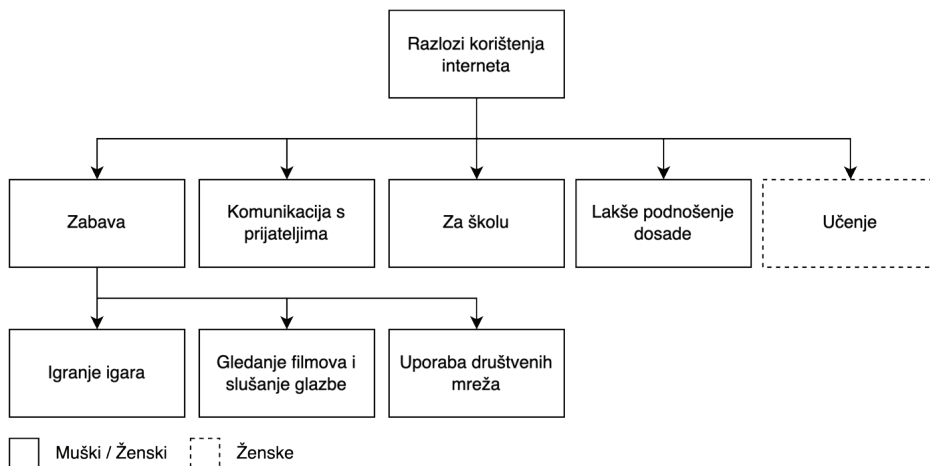 Razlozi korištenja
interneta
Zabava
Komunikacija s
prijateljima
Za školu
Lakše podnošenje
dosade
Učenje
Igranje igara
Gledanje filmova i
slušanje glazbe
Uporaba društvenih
mreža
Muški / Ženski
Ženske